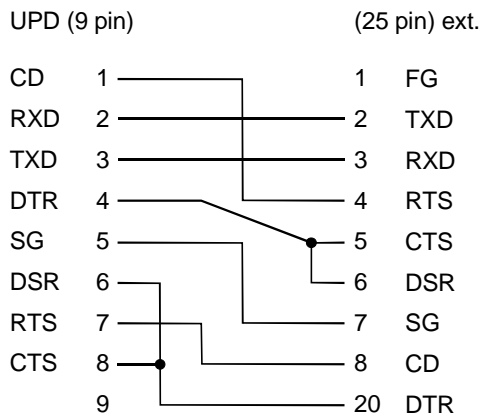 UPD (9 pin) (25 pin) ext.
CD 1 1 FG
RXD 2 2 TXD
TXD 3 3 RXD
DTR 4 4 RTS
SG 5 5 CTS
DSR 6 6 DSR
RTS 7 7 SG
CTS 8 8 CD
9 20 DTR